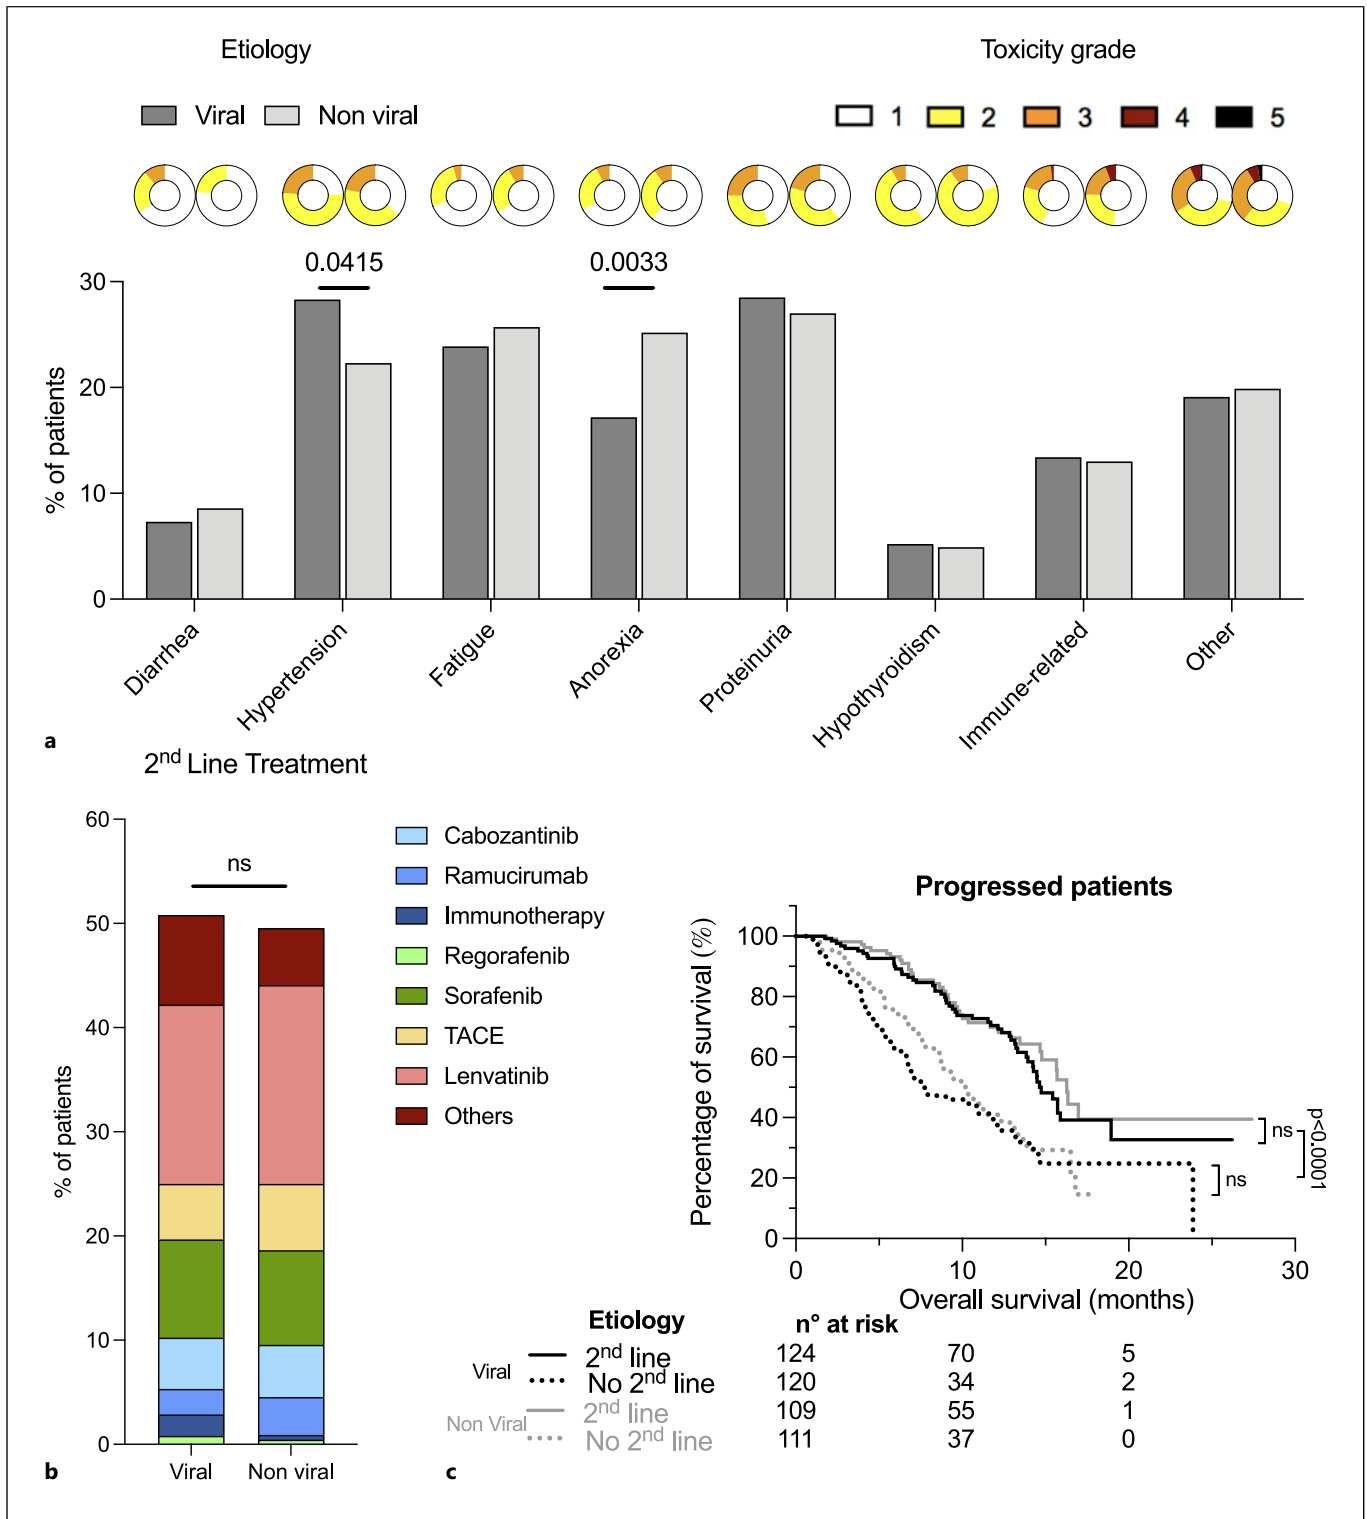 Etiology
Toxicity grade
Viral Non viral
1 2 3 4 5
0.0415
0.0033
30
20
10
0
% of patients
Diarrhea
Hypertension
Fatigue
Anorexia
Proteinuria
Hypothyroidism
Immune-related
Other
a
2nd Line Treatment
60
50
40
30
20
10
0
% of patients
ns
Viral
Non viral
Cabozantinib
Ramucirumab
Immunotherapy
Regorafenib
Sorafenib
TACE
Lenvatinib
Others
b
Progressed patients
100
80
60
40
20
0
Percentage of survival (%)
ns
ns
p<0.0001
0 10 20 30
Overall survival (months)
Etiology n° at risk
Viral
2nd line 124 70 5
No 2nd line 120 34 2
Non Viral
2nd line 109 55 1
No 2nd line 111 37 0
c